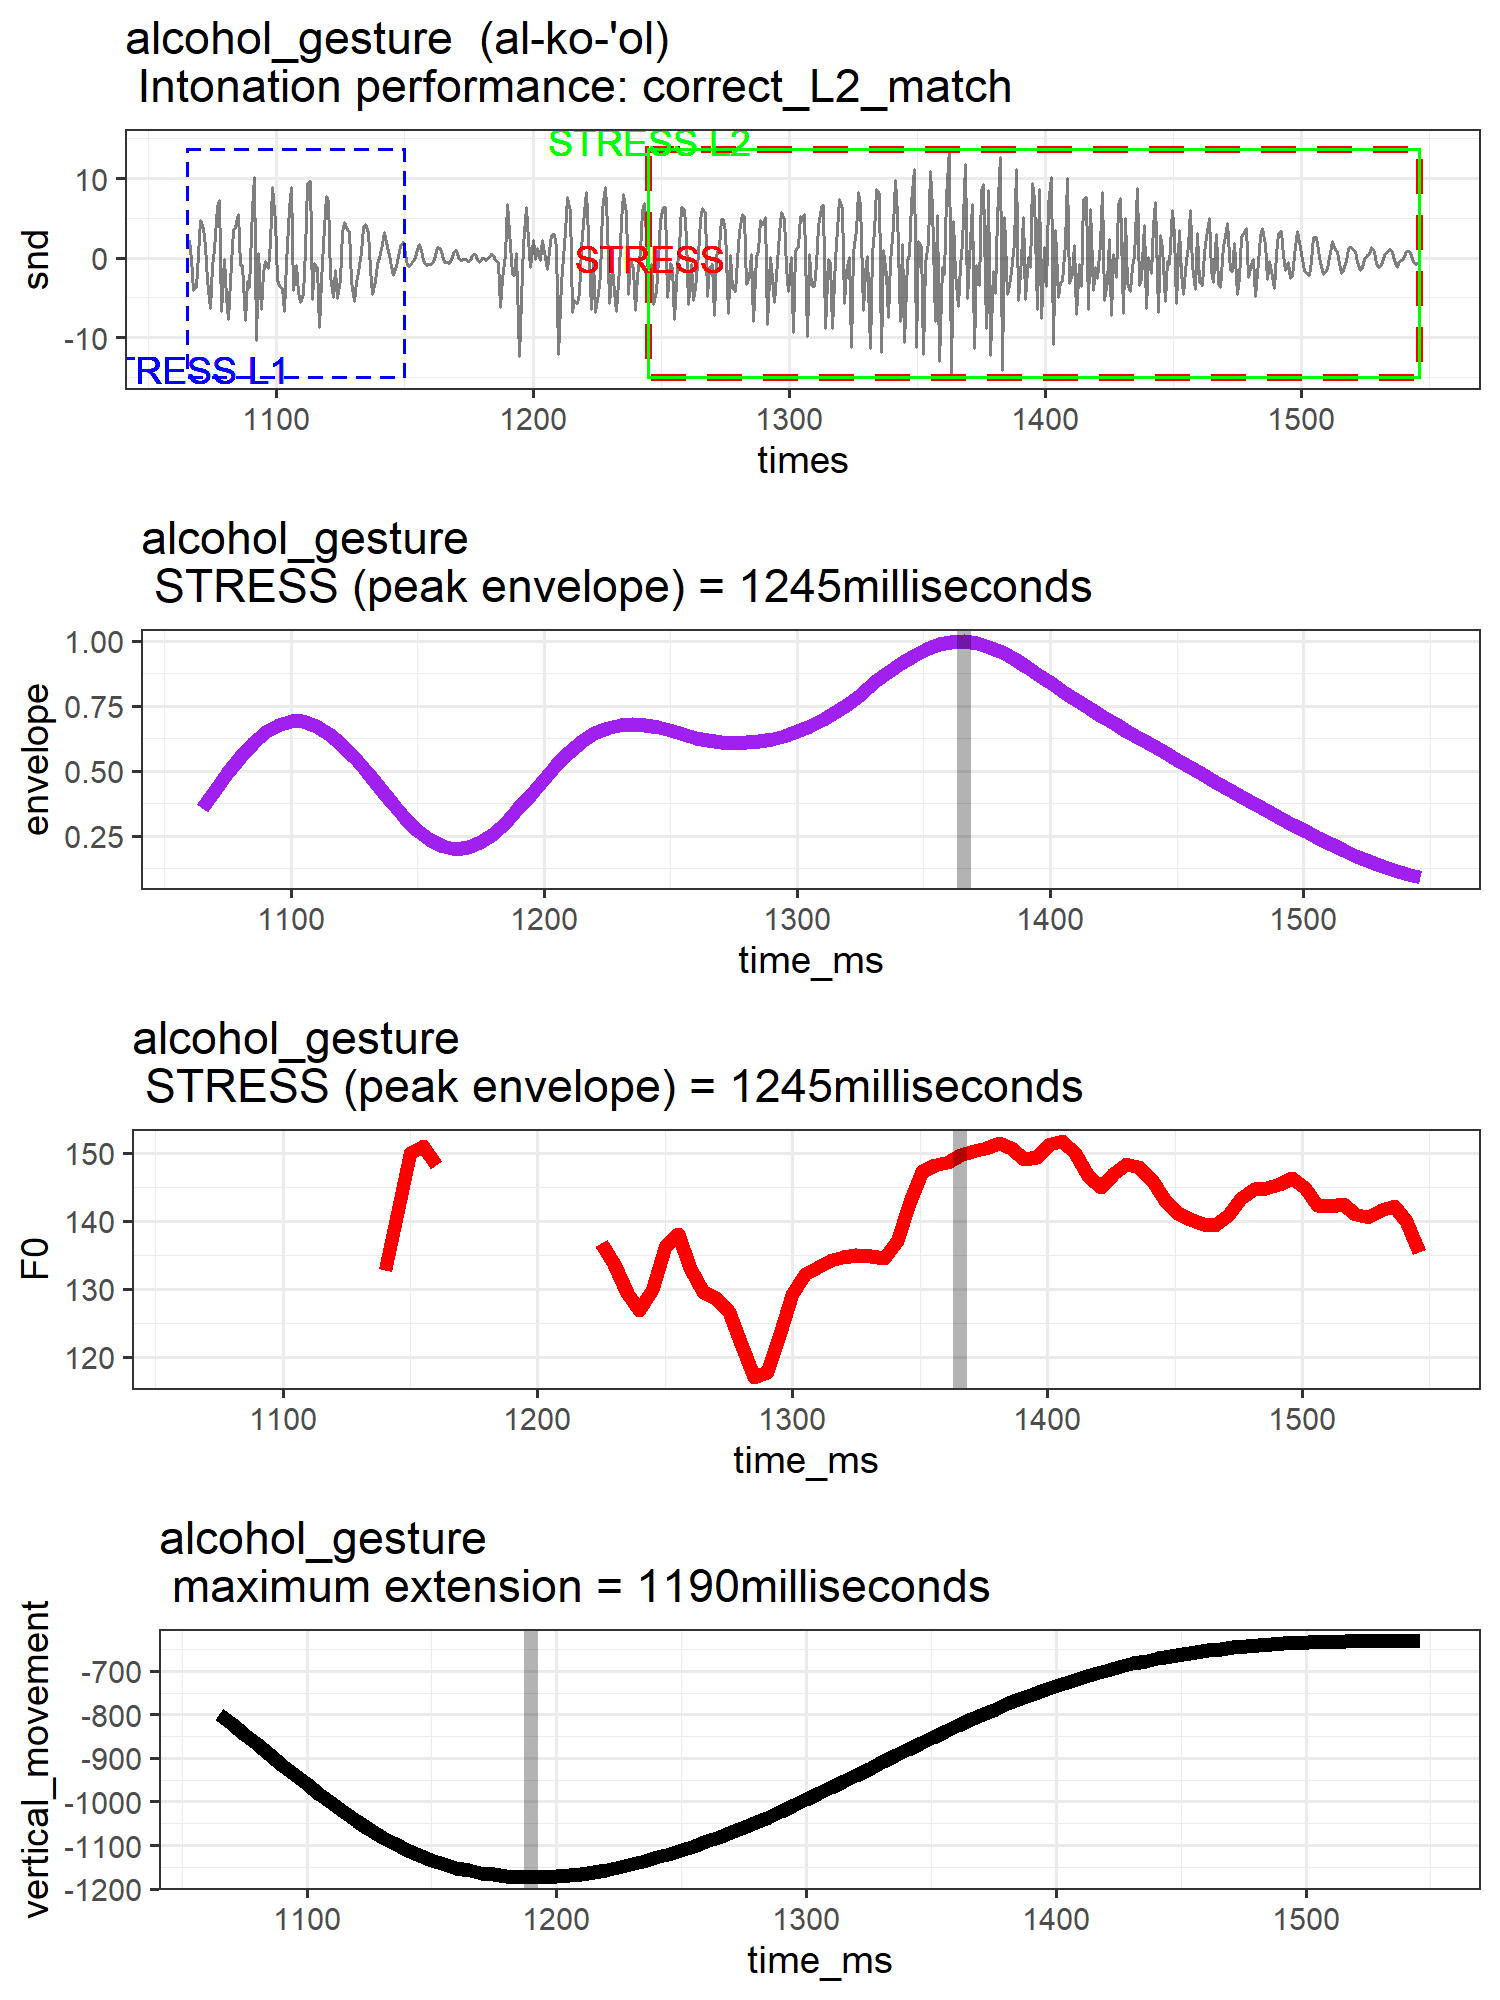 alcohol_gesture  (al-ko-'ol)
Intonation performance: correct_L2_match
STRESS L2
STRESS
TRESS L1
snd
10
0
-10
1100 1200 1300 1400 1500
times
alcohol_gesture
STRESS (peak envelope) = 1245milliseconds
envelope
1.00
0.75
0.50
0.25
1100 1200 1300 1400 1500
time_ms
alcohol_gesture
STRESS (peak envelope) = 1245milliseconds
F0
150
140
130
120
1100 1200 1300 1400 1500
time_ms
alcohol_gesture
maximum extension = 1190milliseconds
vertical_movement
-700
-800
-900
-1000
-1100
-1200
1100 1200 1300 1400 1500
time_ms